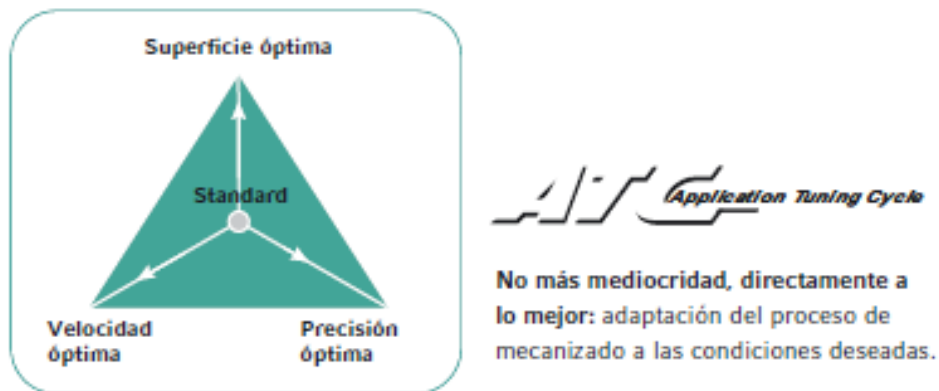 Superficie óptima
Standard
Velocidad
óptima
Precisión
óptima
ATC Application Tuning Cycle
No más mediocridad, directamente a
lo mejor: adaptación del proceso de
mecanizado a las condiciones deseadas.